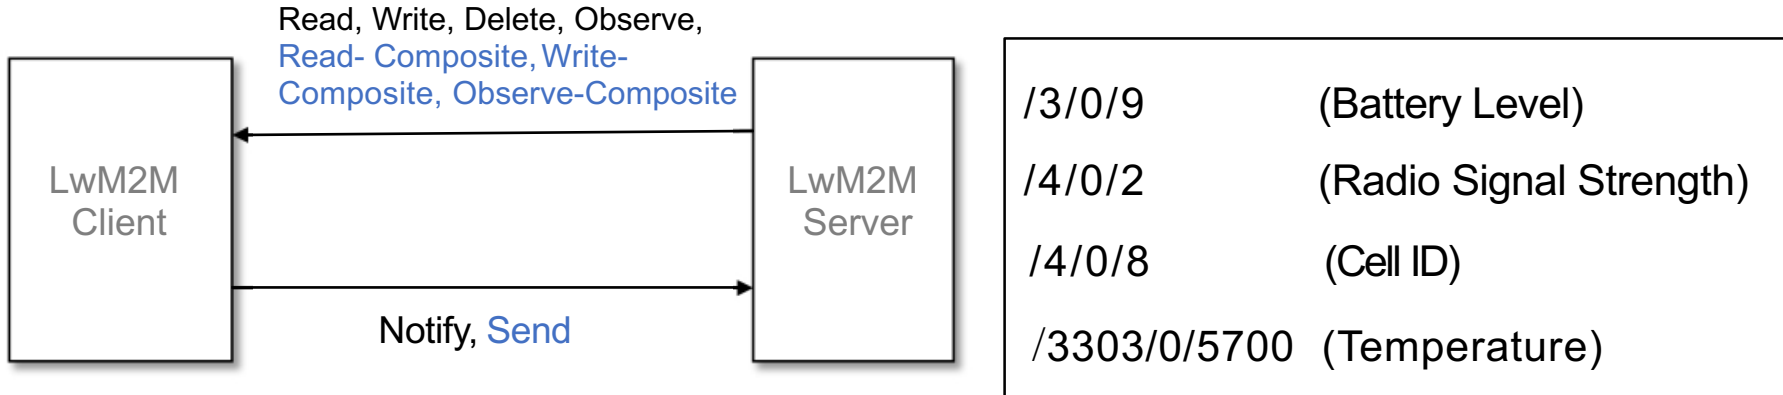 Read, Write, Delete, Observe,
Read- Composite, Write-
Composite, Observe-Composite
LwM2M
Client
LwM2M
Server
Notify, Send
/3/0/9 (Battery Level)
/4/0/2 (Radio Signal Strength)
/4/0/8 (Cell ID)
/3303/0/5700 (Temperature)